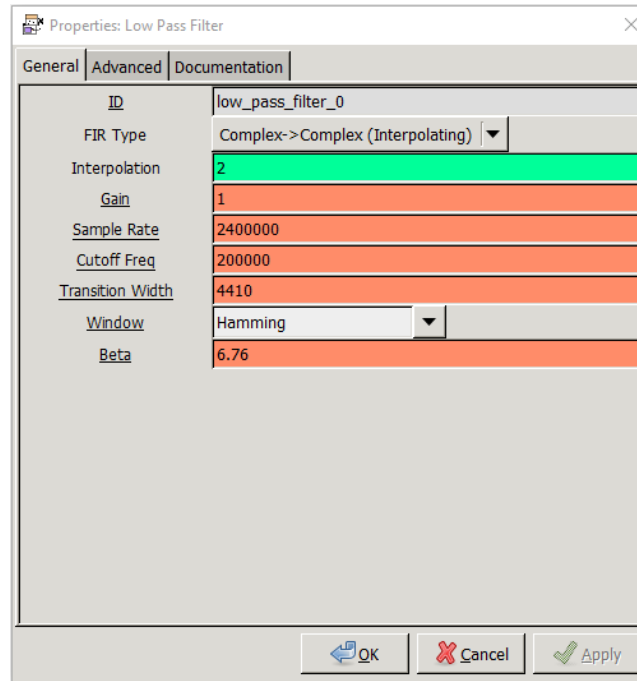 Properties: Low Pass Filter
General Advanced Documentation
ID low_pass_filter_0
FIR Type Complex->Complex (Interpolating)
Interpolation 2
Gain 1
Sample Rate 2400000
Cutoff Freq 200000
Transition Width 4410
Window Hamming
Beta 6.76
OK Cancel Apply